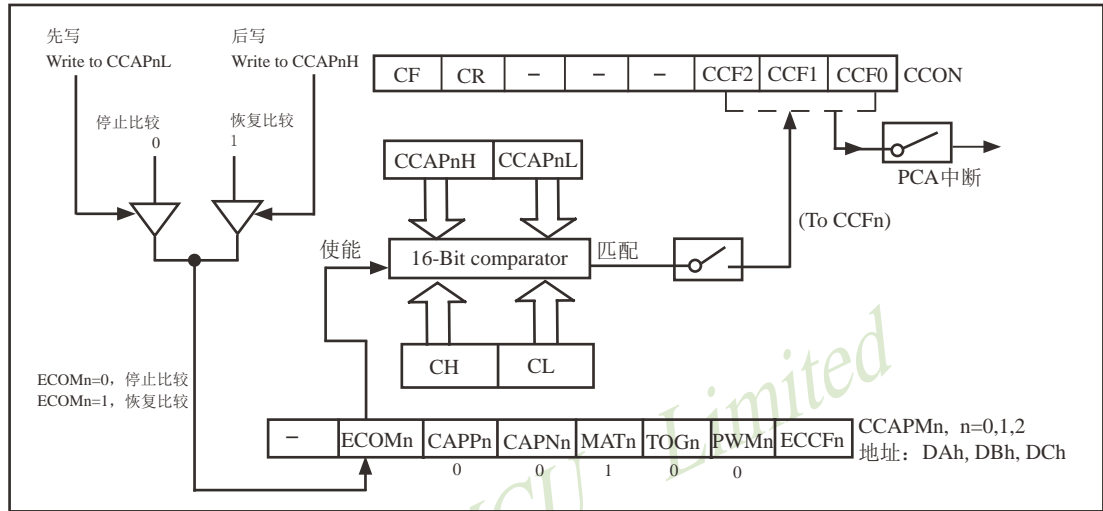 先写
Write to CCAPnL
后写
Write to CCAPnH
停止比较
0
恢复比较
1
CF CR – – – CCF2 CCF1 CCF0 CCON
CCAPnH CCAPnL
PCA中断
(To CCFn)
使能
16-Bit comparator
匹配
CH CL
ECOMn=0，停止比较
ECOMn=1，恢复比较
– ECOMn CAPPn CAPNn MATn TOGn PWMn ECCFn
0 0 1 0 0
CCAPMn, n=0,1,2
地址：DAh, DBh, DCh
MCU Limited